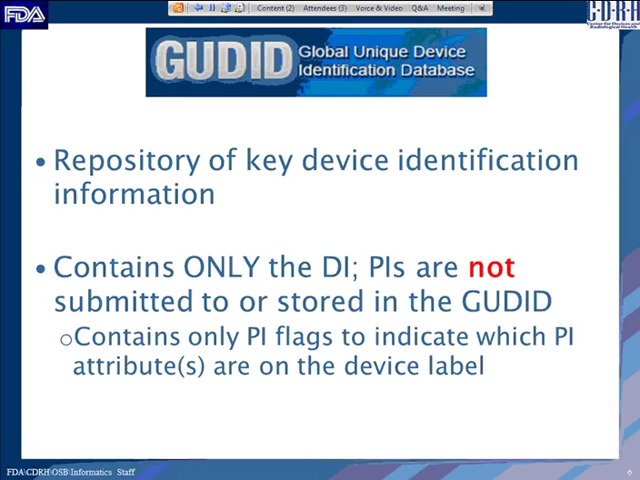 FDA
Content (2) Attendees (3) Voice & Video Q&A Meeting
CDRH
Center for Devices and
Radiological Health
GUDID Global Unique Device
Identification Database
• Repository of key device identification
information
• Contains ONLY the DI; PIs are not
submitted to or stored in the GUDID
oContains only PI flags to indicate which PI
attribute(s) are on the device label
FDA\CDRH\OSB\Informatics Staff
6